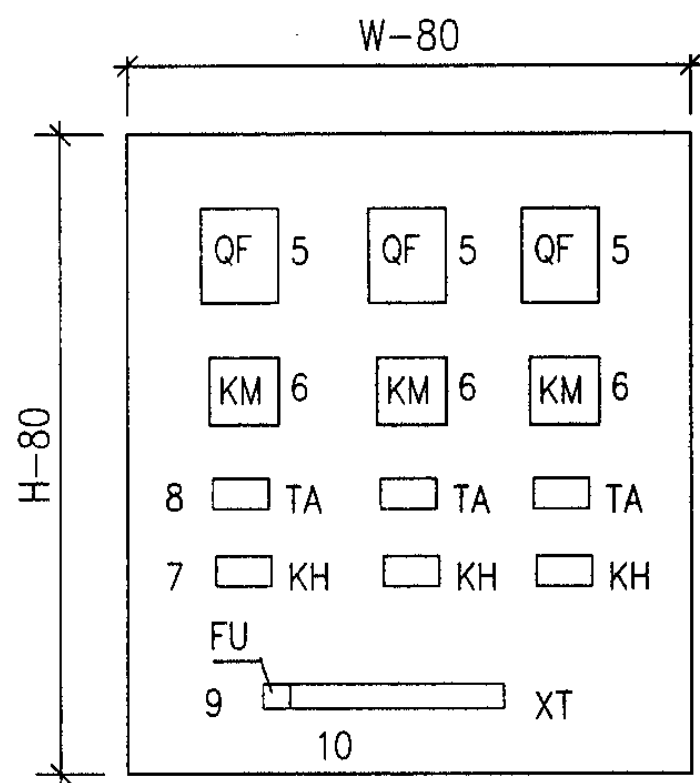 W-80
H-80
QF 5 QF 5 QF 5
KM 6 KM 6 KM 6
8 TA TA TA
7 KH KH KH
FU
9 XT
10